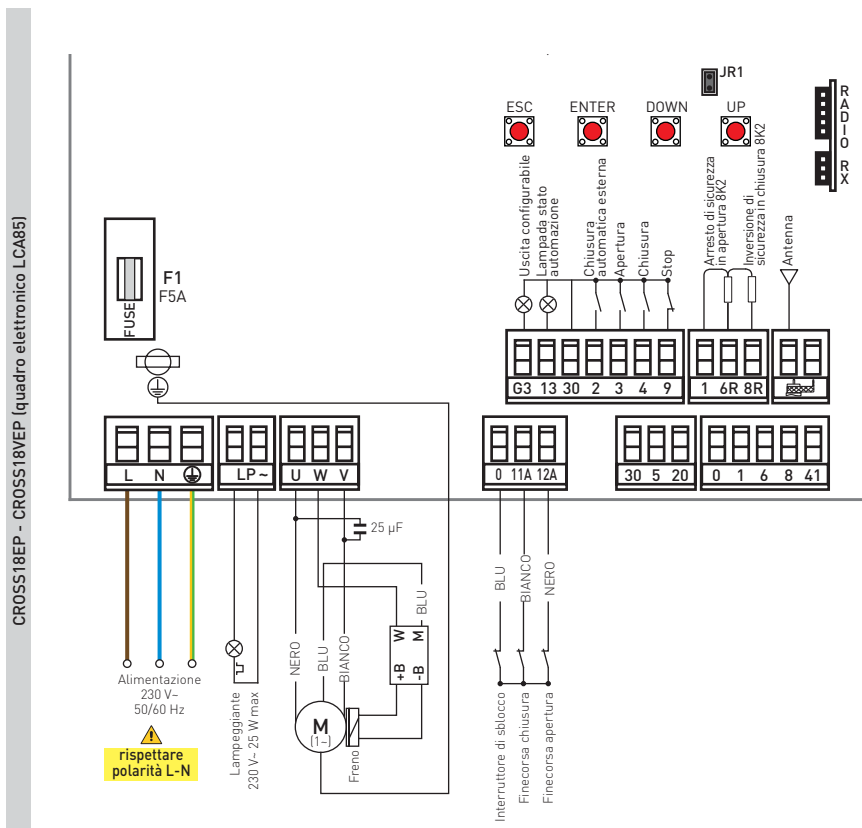 CROSS18EP - CROSS18VEP (quadro elettronico LCA85)
JR1
ESC
ENTER
DOWN
UP
RADIO RX
FUSE
F1
F5A
Uscita configurabile
Lampada stato
automazione
Chiusura
automatica esterna
Apertura
Chiusura
Stop
Arresto di sicurezza
in apertura 8K2
Inversione di
sicurezza in chiusura 8K2
Antenna
G3 13 30 2 3 4 9
1 6R 8R
L N
LP ~
U W V
0 11A 12A
30 5 20
0 1 6 8 41
25 µF
NERO
BLU
BIANCO
BLU
W M
+B -B
M
(1~)
Freno
BLU
BIANCO
NERO
Alimentazione
230 V~
50/60 Hz
rispettare
polarità L-N
Lampeggiante
230 V~ 25 W max
Interruttore di sblocco
Finecorsa chiusura
Finecorsa apertura